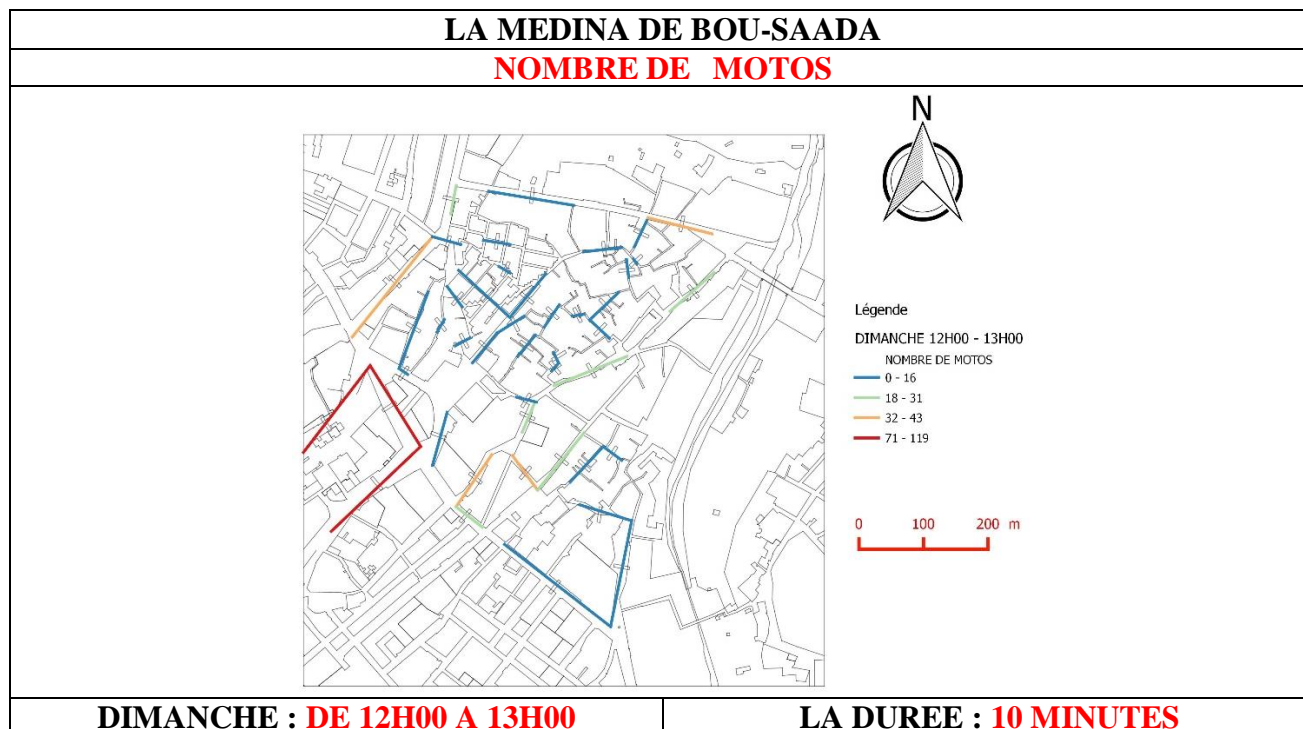 LA MEDINA DE BOU-SAADA
NOMBRE DE MOTOS
N
Légende
DIMANCHE 12H00 - 13H00
NOMBRE DE MOTOS
0 - 16
18 - 31
32 - 43
71 - 119
0 100 200 m
DIMANCHE : DE 12H00 A 13H00
LA DUREE : 10 MINUTES